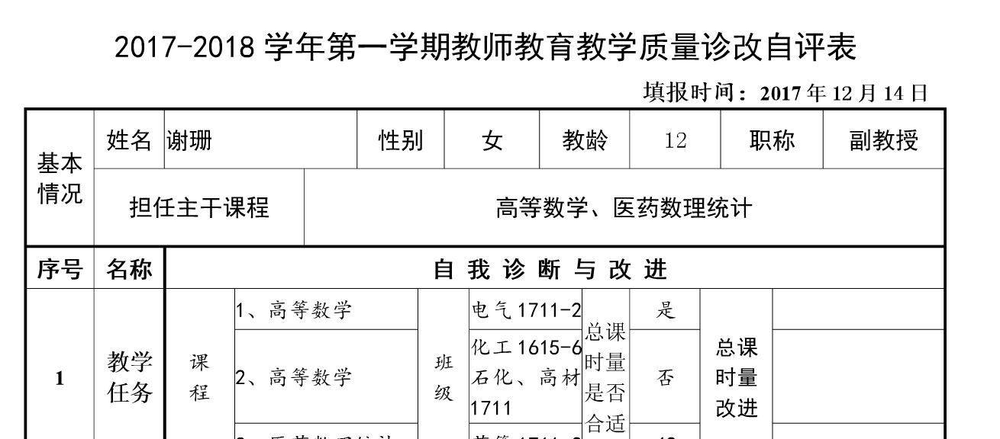 2017-2018 学年第一学期教师教育教学质量诊改自评表
填报时间：2017 年 12 月 14 日
基本
情况
姓名
谢珊
性别
女
教龄
12
职称
副教授
担任主干课程
高等数学、医药数理统计
序号
名称
自 我 诊 断 与 改 进
1
教学
任务
课
程
1、高等数学
2、高等数学
班
级
电气 1711-2
化工 1615-6
石化、高材
1711
总课
时量
是否
合适
是
否
总课
时量
改进